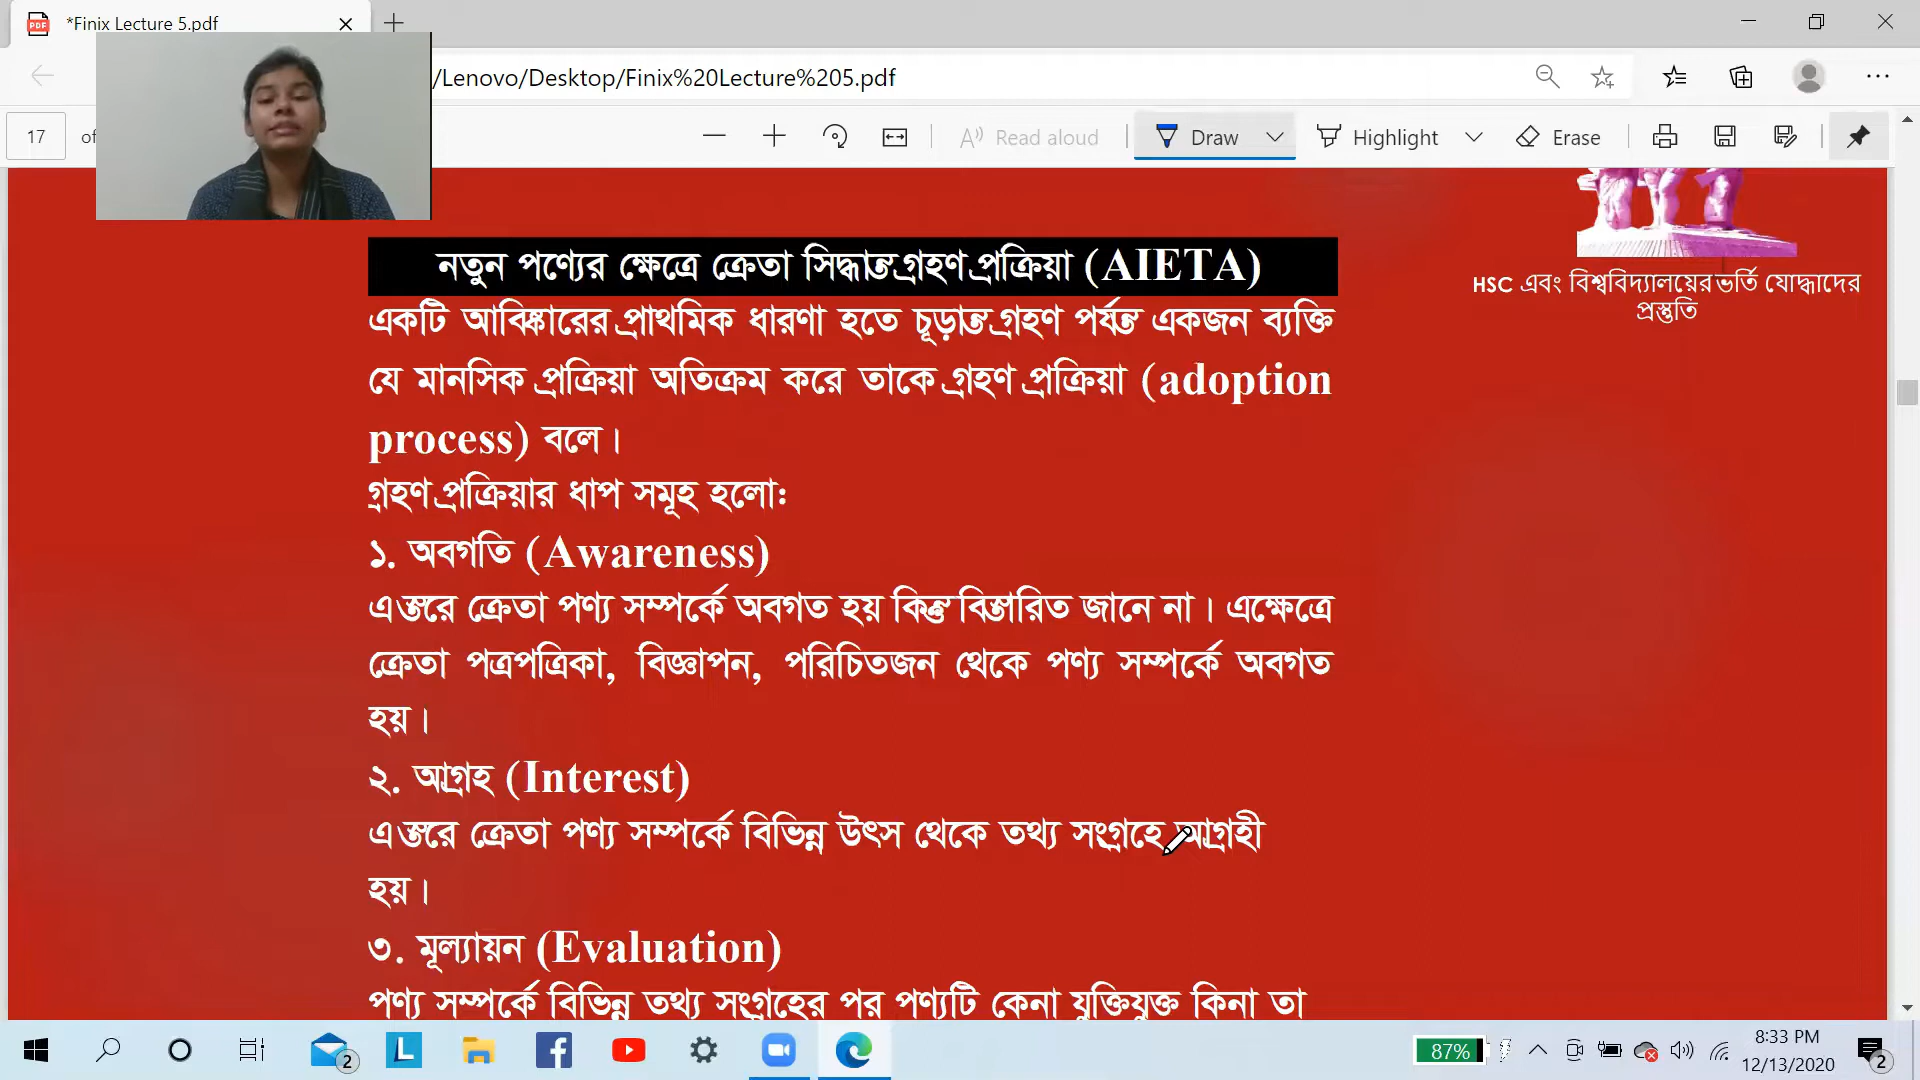 *Finix Lecture 5.pdf
/Lenovo/Desktop/Finix%20Lecture%205.pdf
17 of
Read aloud Draw Highlight Erase
নতুন পণ্যের ক্ষেত্রে ক্রেতা সিদ্ধান্ত গ্রহণ প্রক্রিয়া (AIETA)
HSC এবং বিশ্ববিদ্যালয়ের ভর্তি যোদ্ধাদের
প্রস্তুতি
একটি আবিষ্কারের প্রাথমিক ধারণা হতে চূড়ান্ত গ্রহণ পর্যন্ত একজন ব্যক্তি
যে মানসিক প্রক্রিয়া অতিক্রম করে তাকে গ্রহণ প্রক্রিয়া (adoption
process) বলে।
গ্রহণ প্রক্রিয়ার ধাপ সমূহ হলো:
১. অবগতি (Awareness)
এ স্তরে ক্রেতা পণ্য সম্পর্কে অবগত হয় কিন্তু বিস্তারিত জানে না। এক্ষেত্রে
ক্রেতা পত্রপত্রিকা, বিজ্ঞাপন, পরিচিতজন থেকে পণ্য সম্পর্কে অবগত
হয়।
২. আগ্রহ (Interest)
এ স্তরে ক্রেতা পণ্য সম্পর্কে বিভিন্ন উৎস থেকে তথ্য সংগ্রহে আগ্রহী
হয়।
৩. মূল্যায়ন (Evaluation)
পণ্য সম্পর্কে বিভিন্ন তথ্য সংগ্রহের পর পণ্যটি কেনা যুক্তিযুক্ত কিনা তা
2
L
87%
8:33 PM
12/13/2020
2